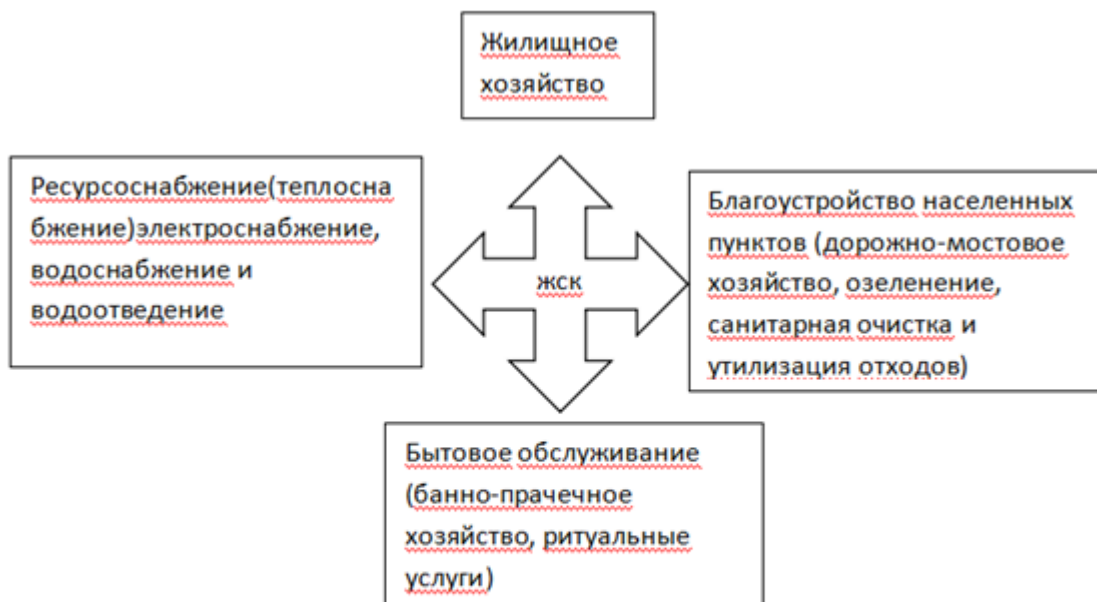 Жилищное
хозяйство
Ресурсоснабжение(теплосна
бжение)электроснабжение,
водоснабжение и
водоотведение
жск
Благоустройство населенных
пунктов (дорожно-мостовое
хозяйство, озеленение,
санитарная очистка и
утилизация отходов)
Бытовое обслуживание
(банно-прачечное
хозяйство, ритуальные
услуги)